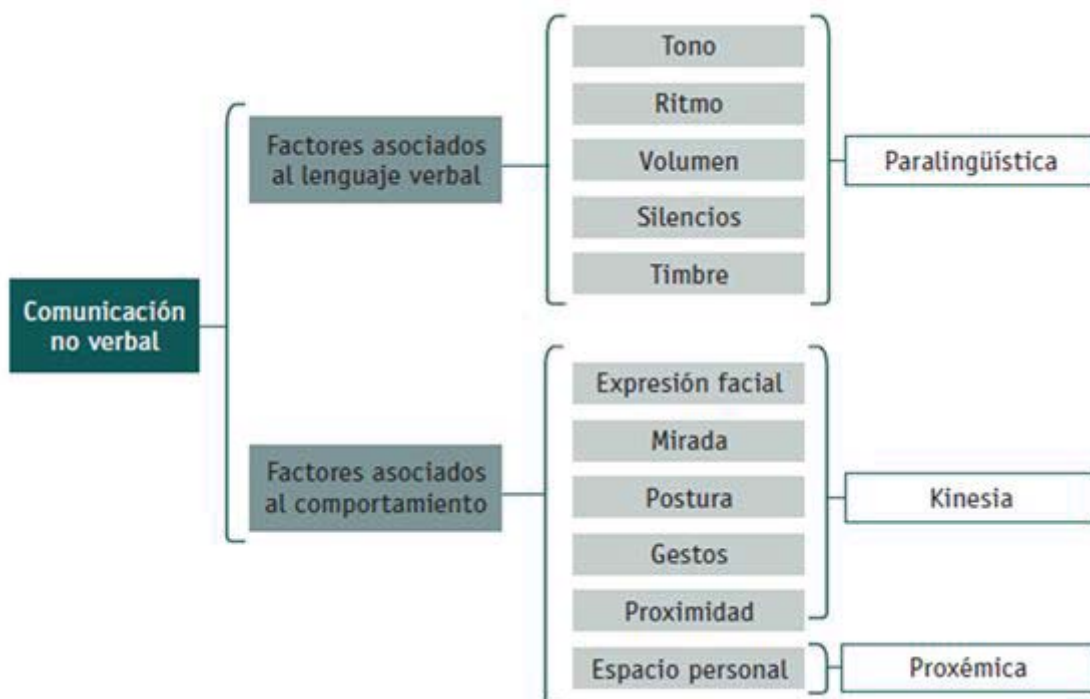 Comunicación
no verbal
Factores asociados
al lenguaje verbal
Tono
Ritmo
Volumen
Silencios
Timbre
Paralingüística
Factores asociados
al comportamiento
Expresión facial
Mirada
Postura
Gestos
Proximidad
Kinesia
Espacio personal
Proxémica